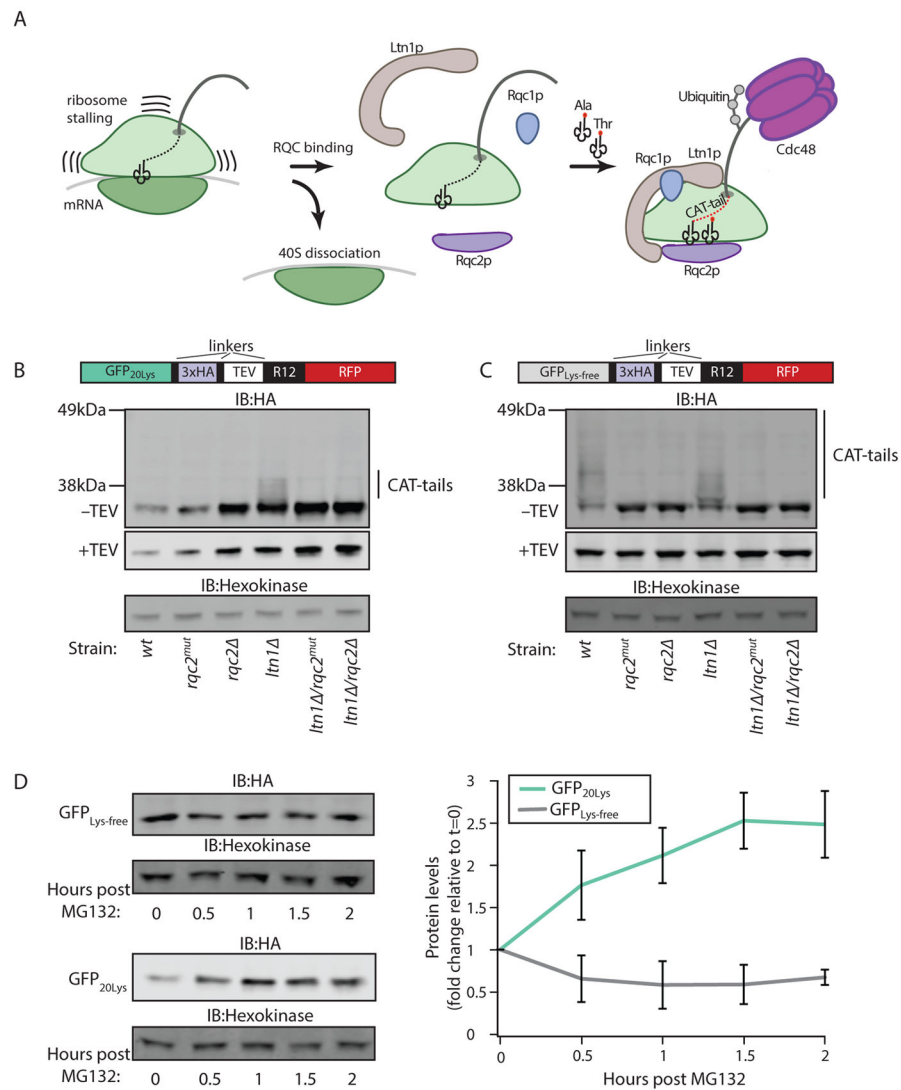 A
ribosome
stalling
mRNA
RQC binding
40S dissociation
Ltn1p
Rqc1p
Rqc2p
Ala
Thr
Ubiquitin
Cdc48
Rqc1p
Ltn1p
CAT-tail
Rqc2p
B
linkers
GFP20Lys 3xHA TEV R12 RFP
IB:HA
49kDa
38kDa
CAT-tails
–TEV
+TEV
IB:Hexokinase
Strain: wt rqc2mut rqc2Δ ltn1Δ ltn1Δ/rqc2mut ltn1Δ/rqc2Δ
C
linkers
GFPLys-free 3xHA TEV R12 RFP
IB:HA
49kDa
38kDa
CAT-tails
–TEV
+TEV
IB:Hexokinase
Strain: wt rqc2mut rqc2Δ ltn1Δ ltn1Δ/rqc2mut ltn1Δ/rqc2Δ
D
IB:HA
GFPLys-free
IB:Hexokinase
Hours post
MG132: 0 0.5 1 1.5 2
IB:HA
GFP20Lys
IB:Hexokinase
Hours post
MG132: 0 0.5 1 1.5 2
GFP20Lys
GFPLys-free
Protein levels
(fold change relative to t=0)
3
2.5
2
1.5
1
0.5
0
0 0.5 1 1.5 2
Hours post MG132